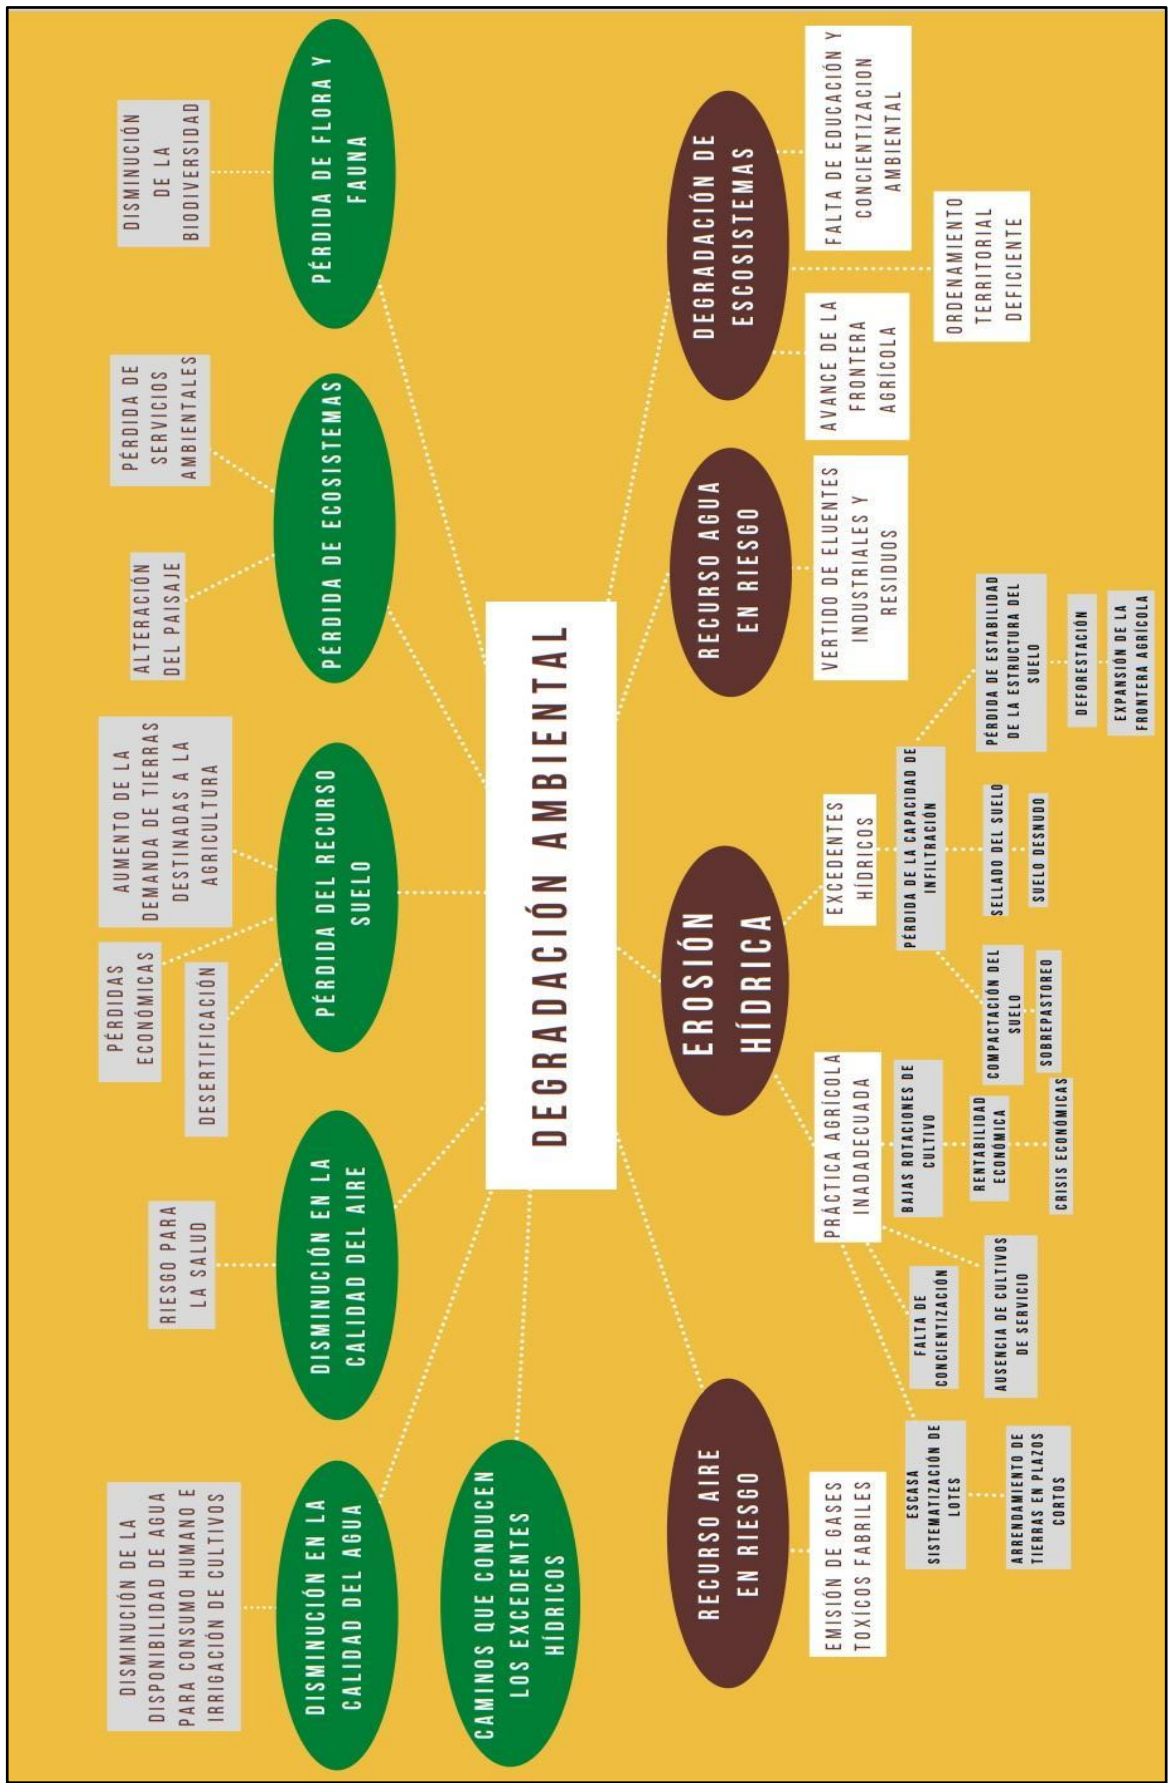 DISMINUCIÓN DE LA
DISPONIBILIDAD DE AGUA
PARA CONSUMO HUMANO E
IRRIGACIÓN DE CULTIVOS
RIESGO PARA
LA SALUD
PÉRDIDAS
ECONÓMICAS
DESERTIFICACIÓN
AUMENTO DE LA
DEMANDA DE TIERRAS
DESTINADAS A LA
AGRICULTURA
ALTERACIÓN
DEL PAISAJE
PÉRDIDA DE
SERVICIOS
AMBIENTALES
DISMINUCIÓN
DE LA
BIODIVERSIDAD
DISMINUCIÓN EN LA
CALIDAD DEL AGUA
DISMINUCIÓN EN LA
CALIDAD DEL AIRE
PÉRDIDA DEL RECURSO
SUELO
PÉRDIDA DE ECOSISTEMAS
PÉRDIDA DE FLORA Y
FAUNA
CAMINOS QUE CONDUCEN
LOS EXCEDENTES
HÍDRICOS
DEGRADACIÓN AMBIENTAL
RECURSO AIRE
EN RIESGO
EROSIÓN
HÍDRICA
RECURSO AGUA
EN RIESGO
DEGRADACIÓN DE
ESCOSISTEMAS
EMISIÓN DE GASES
TOXÍCOS FABRILES
PRÁCTICA AGRÍCOLA
INADADECUADA
EXCEDENTES
HÍDRICOS
VERTIDO DE ELUENTES
INDUSTRIALES Y
RESIDUOS
AVANCE DE LA
FRONTERA
AGRÍCOLA
FALTA DE EDUCACIÓN Y
CONCIENTIZACION
AMBIENTAL
ORDENAMIENTO
TERRITORIAL
DEFICIENTE
ESCASA
SISTEMATIZACIÓN DE
LOTES
FALTA DE
CONCIENTIZACIÓN
BAJAS ROTACIONES DE
CULTIVO
PÉRDIDA DE LA CAPACIDAD DE
INFILTRACIÓN
ARRENDAMIENTO DE
TIERRAS EN PLAZOS
CORTOS
AUSENCIA DE CULTIVOS
DE SERVICIO
RENTABILIDAD
ECONÓMICA
COMPACTACIÓN DEL
SUELO
SELLADO DEL SUELO
PÉRDIDA DE ESTABILIDAD
DE LA ESTRUCTURA DEL
SUELO
CRISIS ECONÓMICAS
SOBREPASTOREO
SUELO DESNUDO
DEFORESTACIÓN
EXPANSIÓN DE LA
FRONTERA AGRÍCOLA